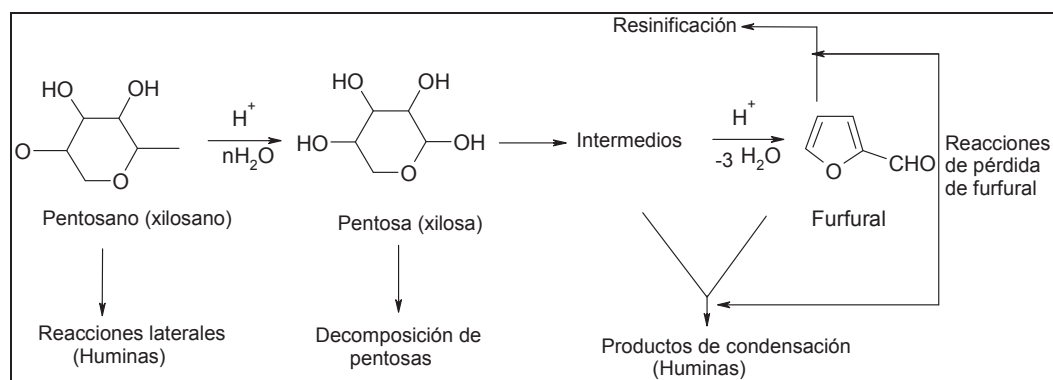 Resinificación
HO
OH
O
O
Pentosano (xilosano)
H+
nH2O
HO
OH
HO
OH
O
Pentosa (xilosa)
Intermedios
H+
-3 H2O
O
CHO
Furfural
Reacciones
de pérdida
de furfural
Reacciones laterales
(Huminas)
Decomposición de
pentosas
Productos de condensación
(Huminas)